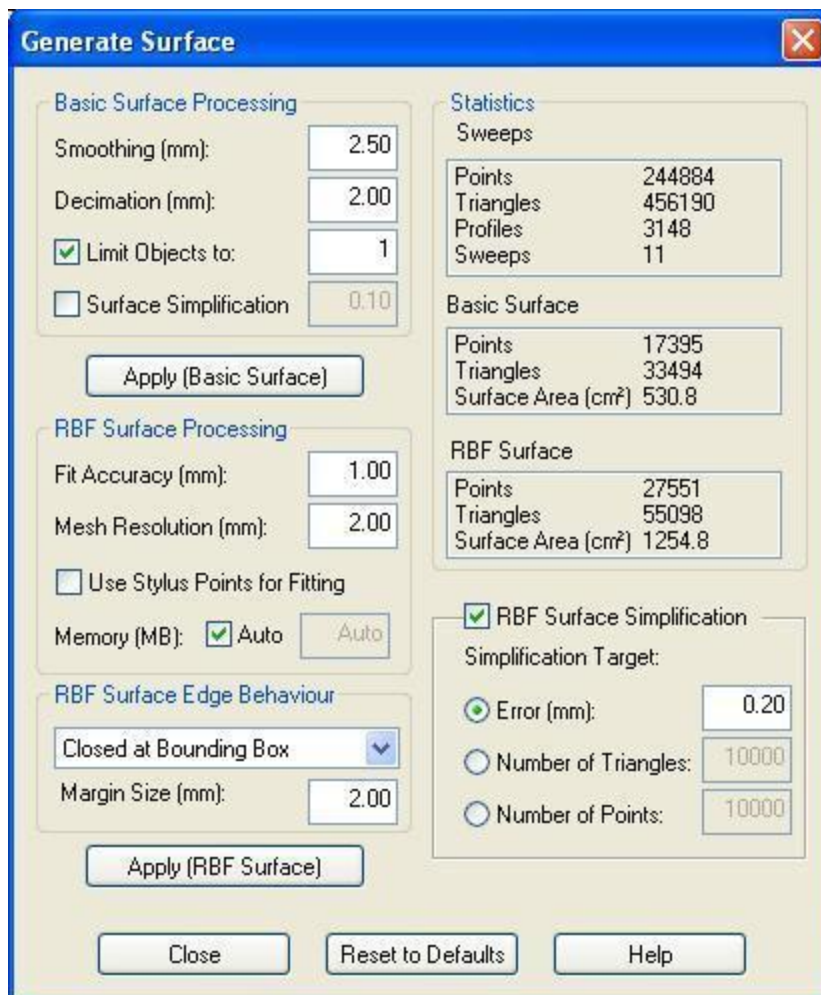 Generate Surface
Basic Surface Processing
Smoothing (mm): 2.50
Decimation (mm): 2.00
Limit Objects to: 1
Surface Simplification 0.10
Apply (Basic Surface)
RBF Surface Processing
Fit Accuracy (mm): 1.00
Mesh Resolution (mm): 2.00
Use Stylus Points for Fitting
Memory (MB): Auto Auto
RBF Surface Edge Behaviour
Closed at Bounding Box
Margin Size (mm): 2.00
Apply (RBF Surface)
Statistics
Sweeps
Points 244884
Triangles 456190
Profiles 3148
Sweeps 11
Basic Surface
Points 17395
Triangles 33494
Surface Area (cm²) 530.8
RBF Surface
Points 27551
Triangles 55098
Surface Area (cm²) 1254.8
RBF Surface Simplification
Simplification Target:
Error (mm): 0.20
Number of Triangles: 10000
Number of Points: 10000
Close Reset to Defaults Help